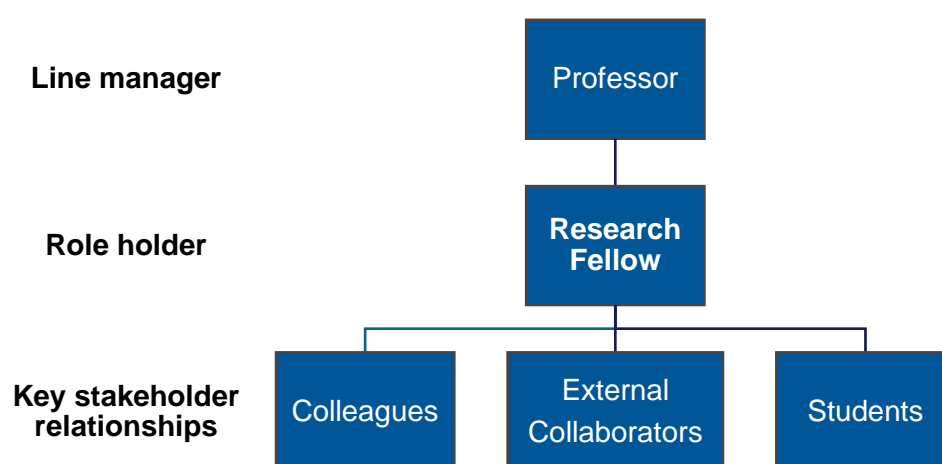 Line manager
Professor
Role holder
Research
Fellow
Key stakeholder
relationships
Colleagues
External
Collaborators
Students